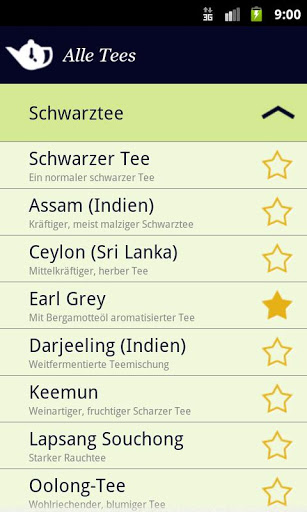 3G 9:00
Alle Tees
Schwarztee
Schwarzer Tee
Ein normaler schwarzer Tee
Assam (Indien)
Kräftiger, meist malziger Schwarztee
Ceylon (Sri Lanka)
Mittelkräftiger, herber Tee
Earl Grey
Mit Bergamotteöl aromatisierter Tee
Darjeeling (Indien)
Weitfermentierte Teemischung
Keemun
Weinartiger, fruchtiger Scharzer Tee
Lapsang Souchong
Starker Rauchtee
Oolong-Tee
Wohlriechender, blumiger Tee